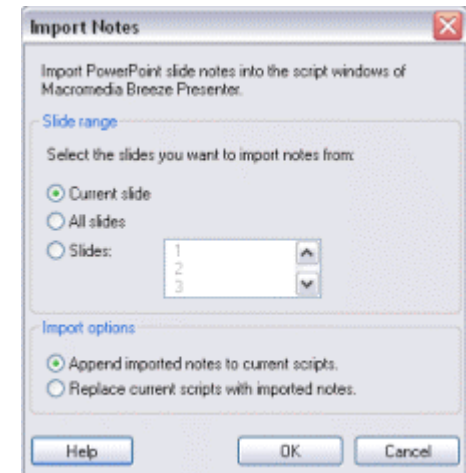 Import Notes
Import PowerPoint slide notes into the script windows of
Macromedia Breeze Presenter.
Slide range
Select the slides you want to import notes from:
Current slide
All slides
Slides:
1
2
3
Import options
Append imported notes to current scripts.
Replace current scripts with imported notes.
Help OK Cancel